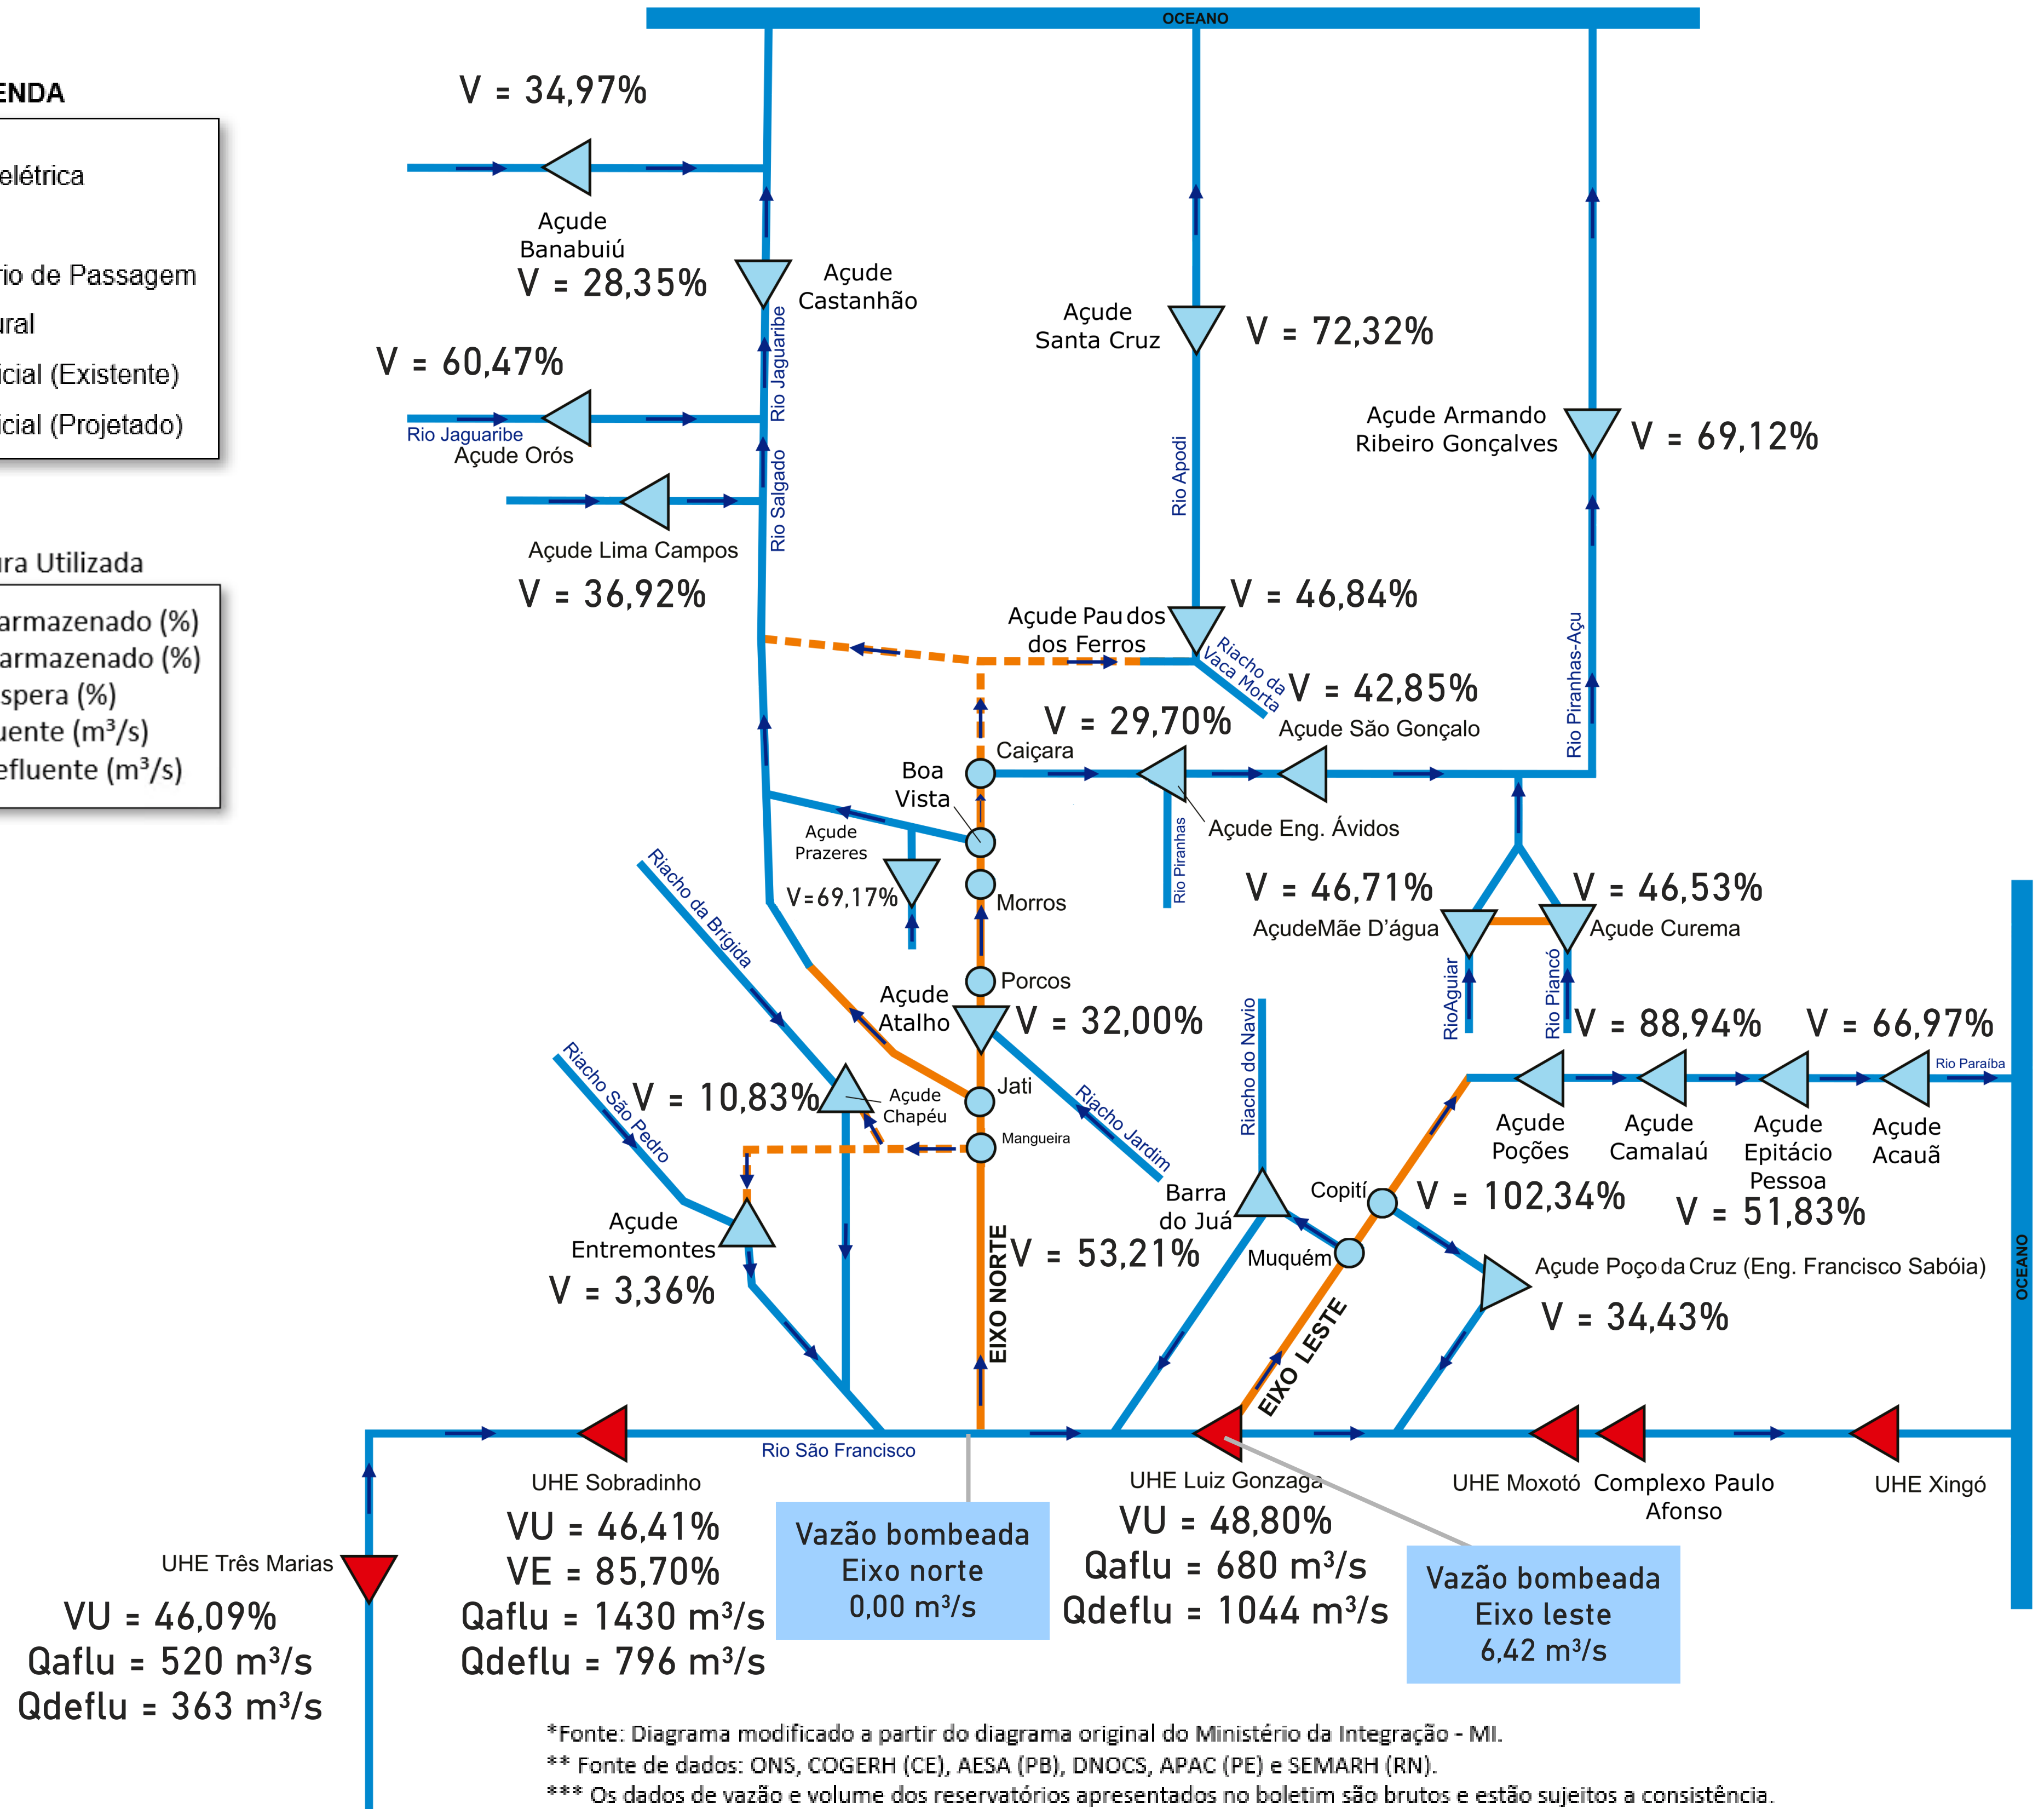 OCEANO
V = 34,97%
ENDA
elétrica
rio de Passagem
ural
icial (Existente)
icial (Projetado)
Açude
Banabuiú
V = 28,35%
Açude
Castanhão
Rio Jaguaribe
V = 60,47%
Rio Jaguaribe
Açude Orós
Rio Salgado
Açude Lima Campos
V = 36,92%
Açude
Santa Cruz
V = 72,32%
Rio Apodi
Açude Armando
Ribeiro Gonçalves
V = 69,12%
Rio Piranhas-Açu
ura Utilizada
armazenado (%)
armazenado (%)
spera (%)
uente (m³/s)
efluente (m³/s)
Açude Pau dos
dos Ferros
V = 46,84%
Riacho da
Vaca Morta
V = 42,85%
Açude São Gonçalo
V = 29,70%
Caiçara
Boa
Vista
Açude Eng. Ávidos
Rio Piranhas
Açude
Prazeres
V=69,17%
Morros
Riacho da Brígida
V = 46,71%
AçudeMãe D'água
V = 46,53%
Açude Curema
RioAguiar
Rio Piancó
Porcos
Açude
Atalho
V = 32,00%
Riacho do Navio
V = 88,94%
V = 66,97%
Rio Paraíba
Riacho São Pedro
V = 10,83%
Açude
Chapéu
Jati
Mangueira
Riacho Jardim
Açude
Poções
Açude
Camalaú
Açude
Epitácio
Pessoa
Açude
Acauã
V = 102,34%
V = 51,83%
Barra
do Juá
Copití
V = 53,21%
Muquém
Açude
Entremontes
V = 3,36%
EIXO NORTE
EIXO LESTE
Açude Poço da Cruz (Eng. Francisco Sabóia)
V = 34,43%
OCEANO
Rio São Francisco
UHE Sobradinho
VU = 46,41%
VE = 85,70%
Qaflu = 1430 m³/s
Qdeflu = 796 m³/s
Vazão bombeada
Eixo norte
0,00 m³/s
UHE Luiz Gonzaga
VU = 48,80%
Qaflu = 680 m³/s
Qdeflu = 1044 m³/s
Vazão bombeada
Eixo leste
6,42 m³/s
UHE Moxotó
Complexo Paulo
Afonso
UHE Xingó
UHE Três Marias
VU = 46,09%
Qaflu = 520 m³/s
Qdeflu = 363 m³/s
*Fonte: Diagrama modificado a partir do diagrama original do Ministério da Integração - MI.
** Fonte de dados: ONS, COGERH (CE), AESA (PB), DNOCS, APAC (PE) e SEMARH (RN).
*** Os dados de vazão e volume dos reservatórios apresentados no boletim são brutos e estão sujeitos a consistência.